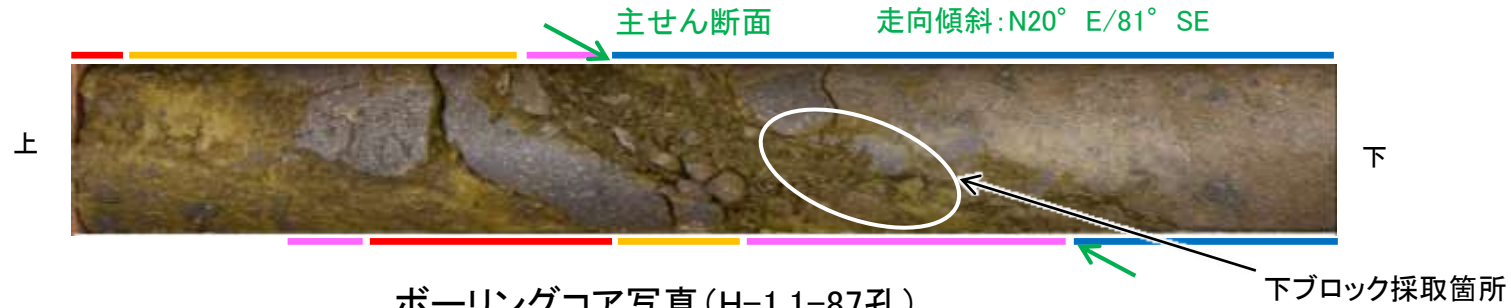 主せん断面 走向傾斜:N20° E/81° SE
上
下
下ブロック採取箇所
ボーリングコア写真(H-1.1-87孔)